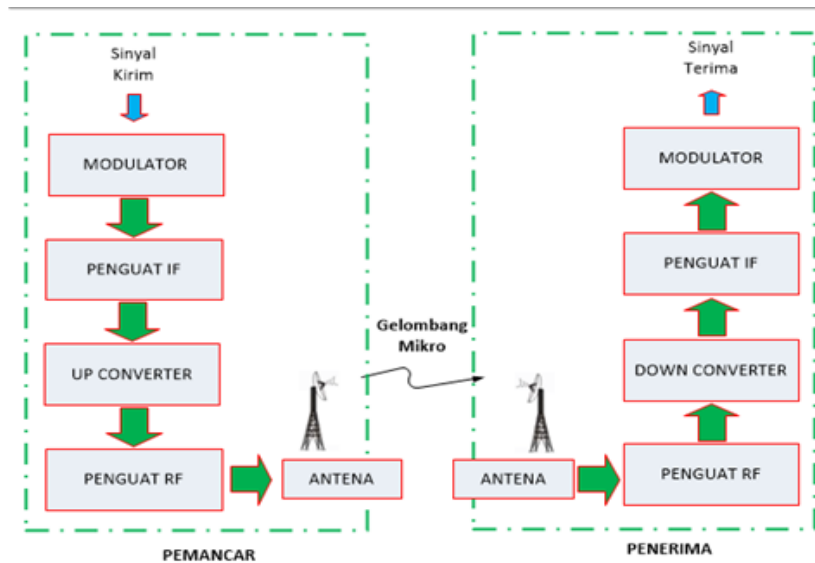 Sinyal
Kirim
MODULATOR
PENGUAT IF
UP CONVERTER
PENGUAT RF
ANTENA
PEMANCAR
Gelombang
Mikro
Sinyal
Terima
MODULATOR
PENGUAT IF
DOWN CONVERTER
PENGUAT RF
ANTENA
PENERIMA